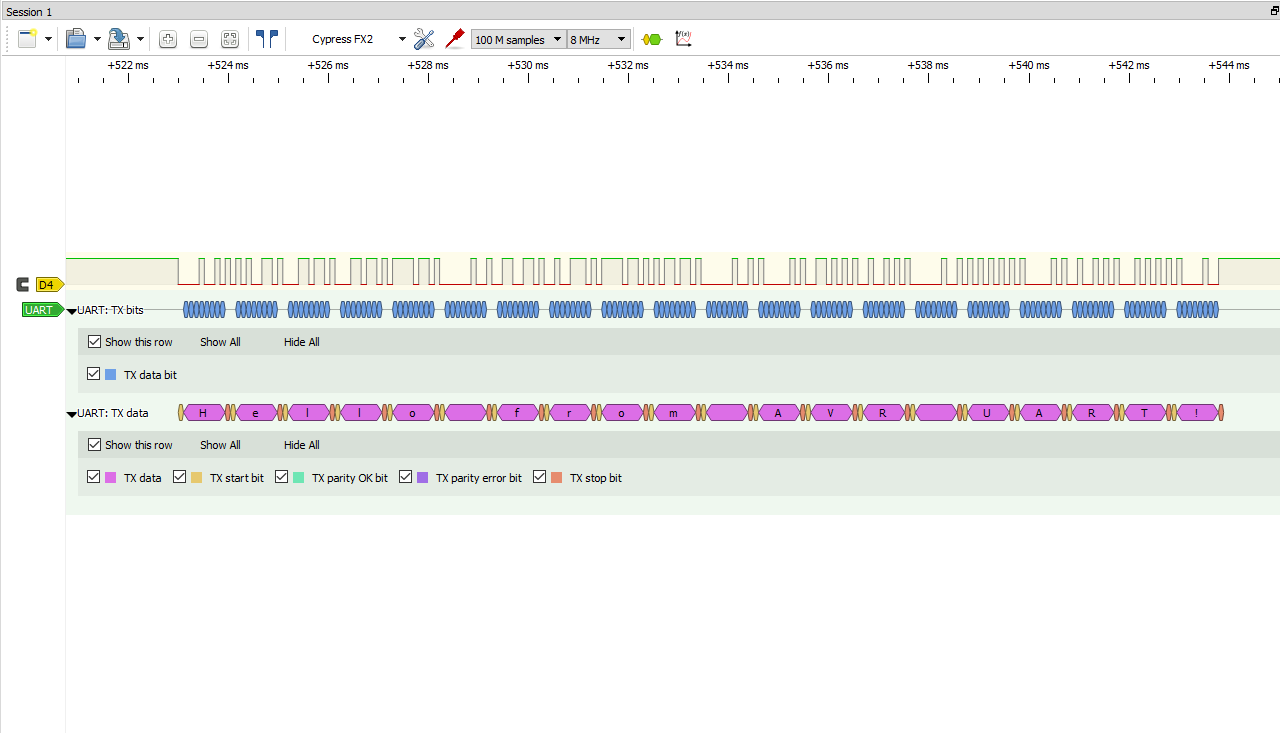 Session 1
Cypress FX2 100 M samples 8 MHz f(x)
+522 ms +524 ms +526 ms +528 ms +530 ms +532 ms +534 ms +536 ms +538 ms +540 ms +542 ms +544 ms
D4
UART UART: TX bits
Show this row Show All Hide All
TX data bit
UART: TX data H e l l o f r o m A V R U A R T !
Show this row Show All Hide All
TX data TX start bit TX parity OK bit TX parity error bit TX stop bit